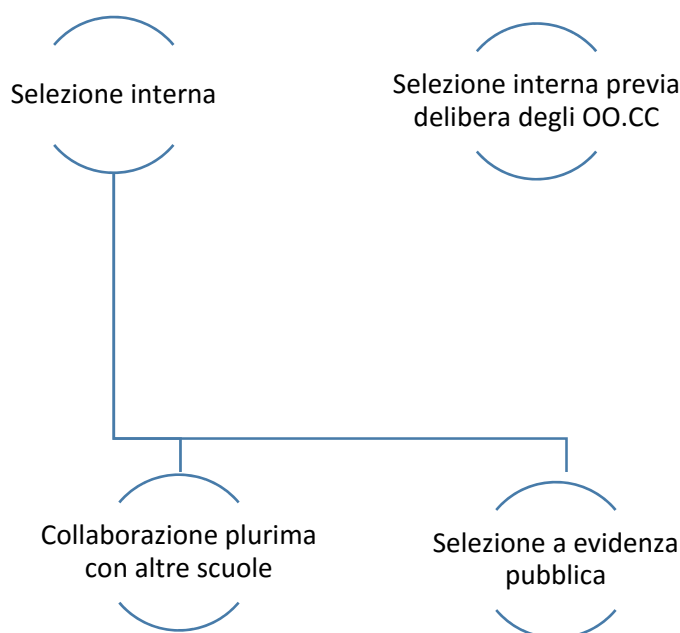 Selezione interna
Selezione interna previa
delibera degli OO.CC
Collaborazione plurima
con altre scuole
Selezione a evidenza
pubblica